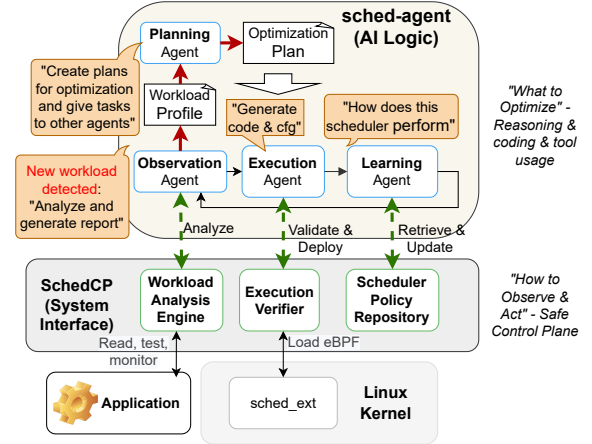 sched-agent
(AI Logic)
Planning
Agent
Optimization
Plan
"Create plans
for optimization
and give tasks
to other agents"
Workload
Profile
"Generate
code & cfg"
"How does this
scheduler perform"
"What to
Optimize" -
Reasoning &
coding & tool
usage
New workload
detected:
"Analyze and
generate report"
Observation
Agent
Execution
Agent
Learning
Agent
Analyze
Validate &
Deploy
Retrieve &
Update
SchedCP
(System
Interface)
Workload
Analysis
Engine
Execution
Verifier
Scheduler
Policy
Repository
"How to
Observe &
Act" - Safe
Control Plane
Read, test,
monitor
Load eBPF
Application
sched_ext
Linux
Kernel